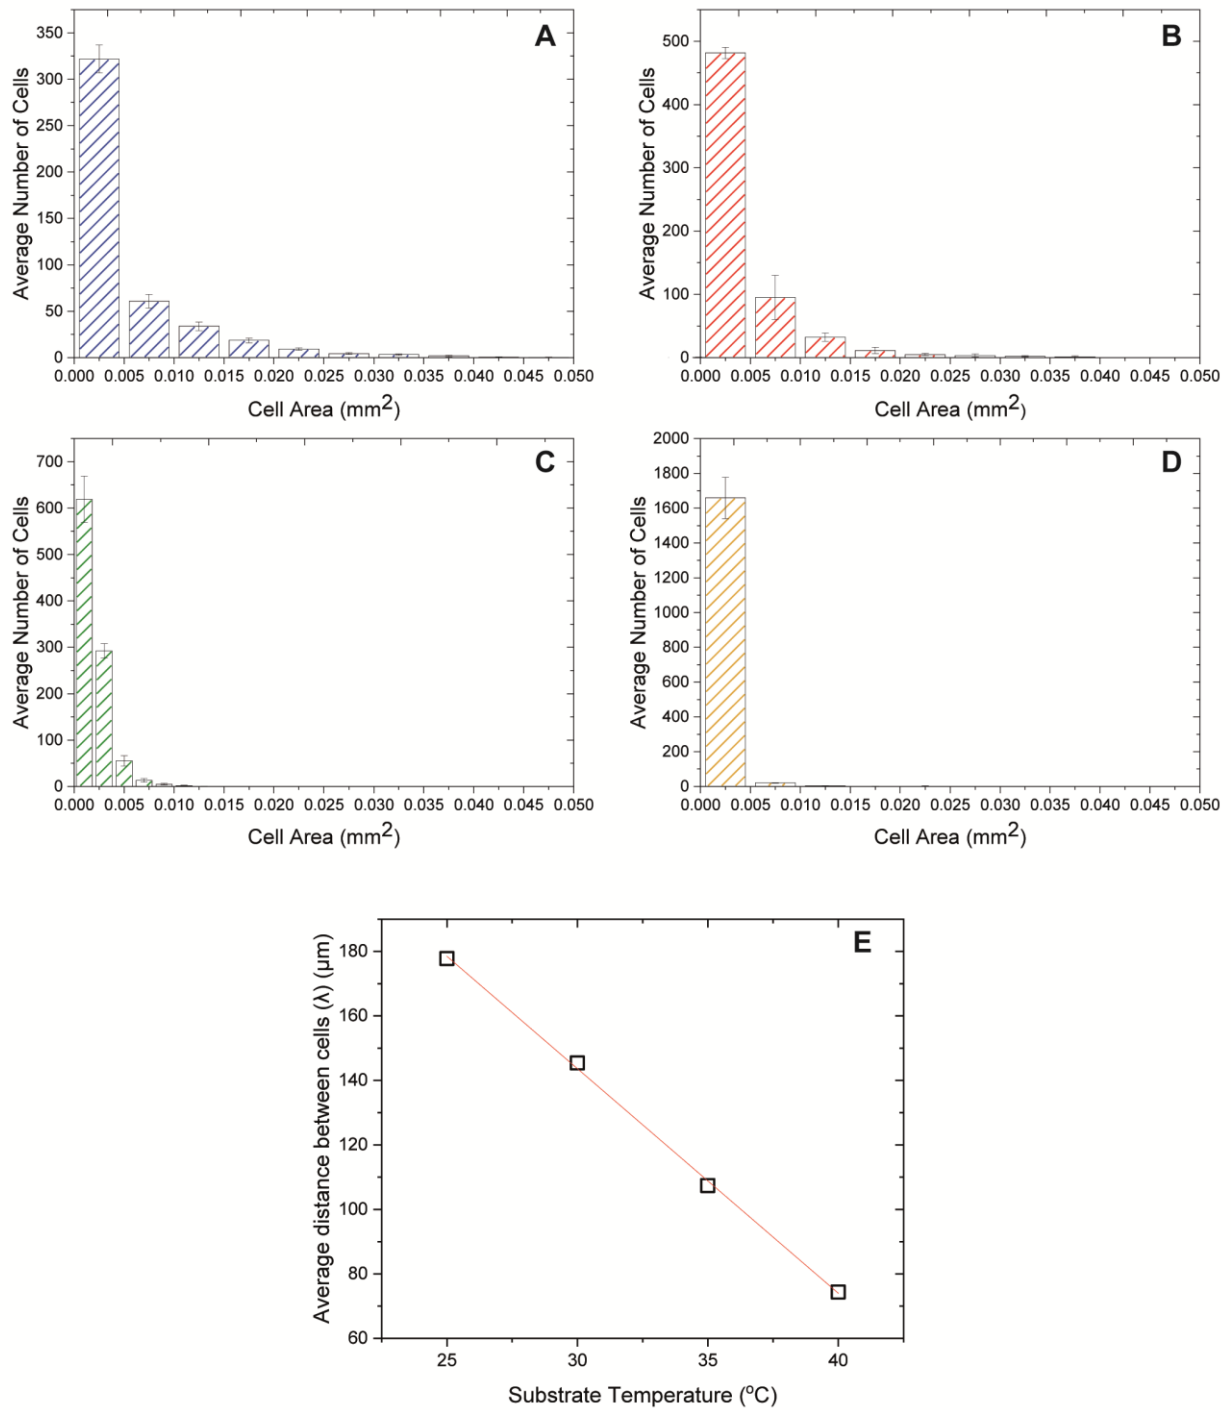 A
350
300
250
200
150
100
50
0
Average Number of Cells
0.000 0.005 0.010 0.015 0.020 0.025 0.030 0.035 0.040 0.045 0.050
Cell Area (mm2)
B
500
400
300
200
100
0
Average Number of Cells
0.000 0.005 0.010 0.015 0.020 0.025 0.030 0.035 0.040 0.045 0.050
Cell Area (mm2)
C
700
600
500
400
300
200
100
0
Average Number of Cells
0.000 0.005 0.010 0.015 0.020 0.025 0.030 0.035 0.040 0.045 0.050
Cell Area (mm2)
D
2000
1800
1600
1400
1200
1000
800
600
400
200
0
Average Number of Cells
0.000 0.005 0.010 0.015 0.020 0.025 0.030 0.035 0.040 0.045 0.050
Cell Area (mm2)
E
180
160
140
120
100
80
60
Average distance between cells (λ) (μm)
25 30 35 40
Substrate Temperature (oC)